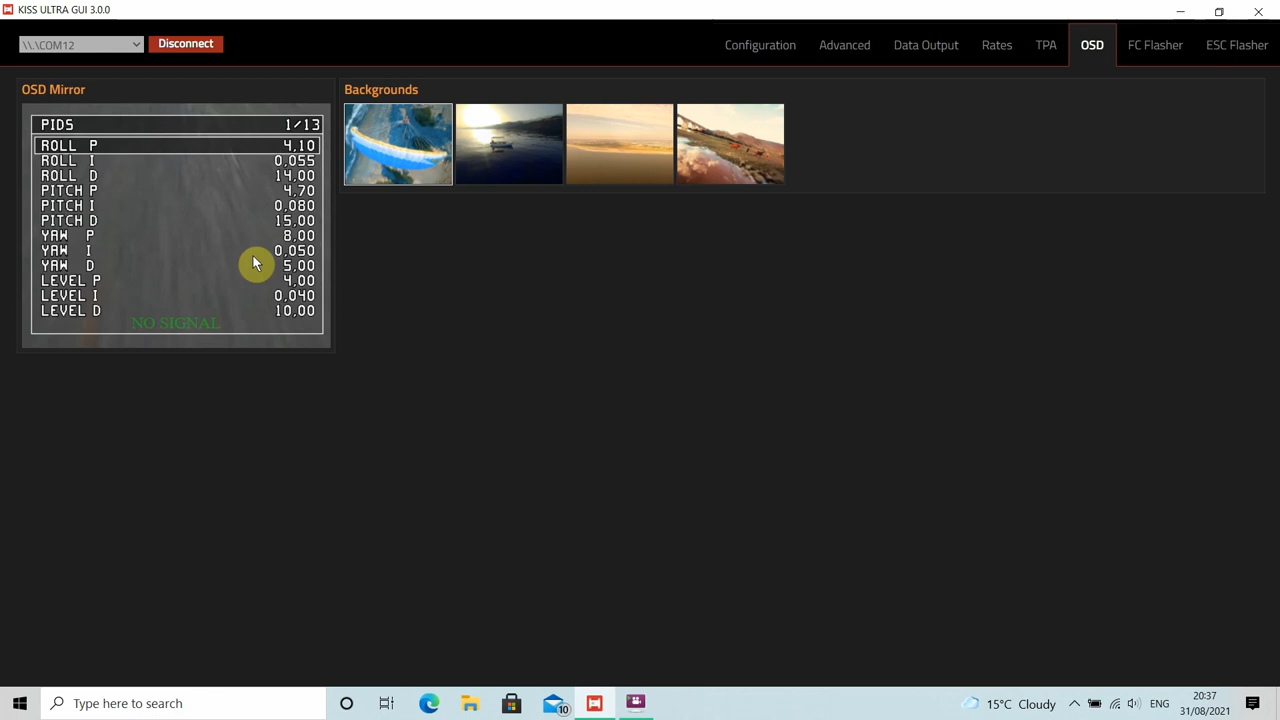 KISS ULTRA GUI 3.0.0
\\.\COM12 Disconnect Configuration Advanced Data Output Rates TPA OSD FC Flasher ESC Flasher
OSD Mirror
PIDS 1/13
ROLL P 4,10
ROLL I 0,055
ROLL D 14,00
PITCH P 4,70
PITCH I 0,080
PITCH D 15,00
YAW P 8,00
YAW I 0,050
YAW D 5,00
LEVEL P 4,00
LEVEL I 0,040
LEVEL D 10,00
NO SIGNAL
Backgrounds
Type here to search
10
15°C Cloudy
ENG
20:37
31/08/2021